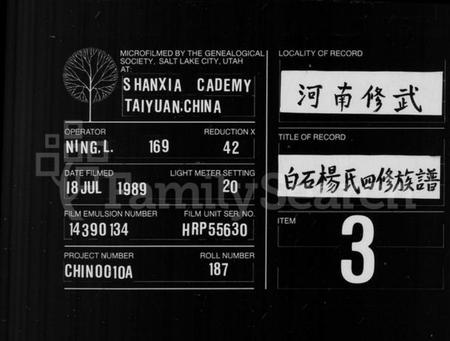 MICROFILMED BY THE GENEALOGICAL
SOCIETY, SALT LAKE CITY, UTAH
AT:
SHANXIA CADEMY
TAIYUAN.CHINA
OPERATOR REDUCTION X
NING, L. 169 42
DATE FILMED LIGHT METER SETTING
18 JUL 1989 20
FILM EMULSION NUMBER FILM UNIT SER. NO.
14390134 HRP55630
PROJECT NUMBER ROLL NUMBER
CHIN0010A 187
LOCALITY OF RECORD
河南修武
TITLE OF RECORD
白石楊氏四修族譜
ITEM
3
FamilySearch